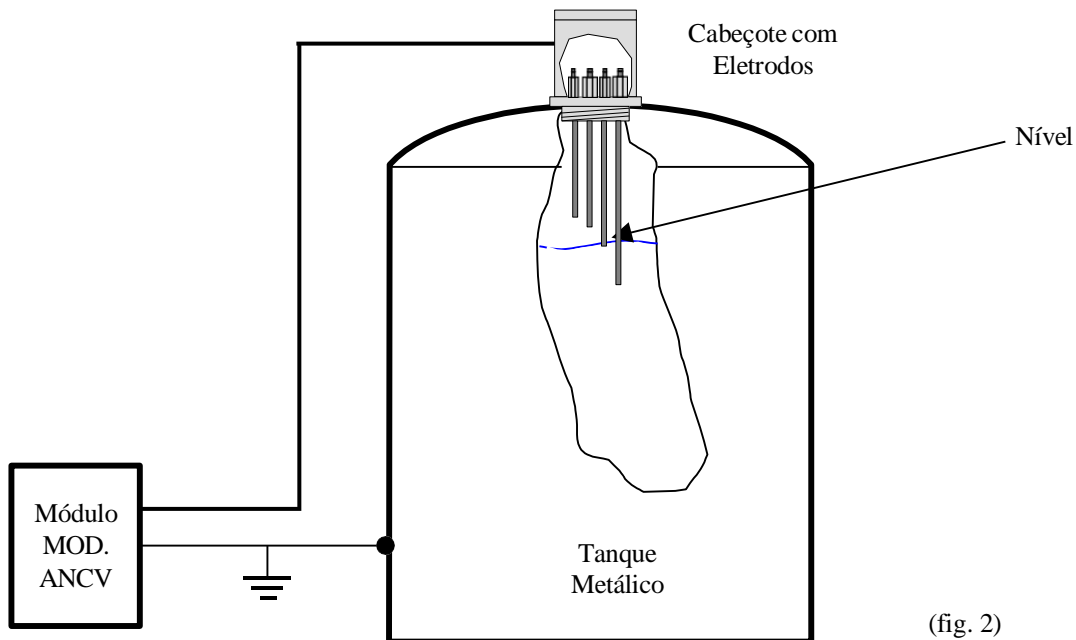 Cabeçote com
Eletrodos
Nível
Módulo
MOD.
ANCV
Tanque
Metálico
(fig. 2)